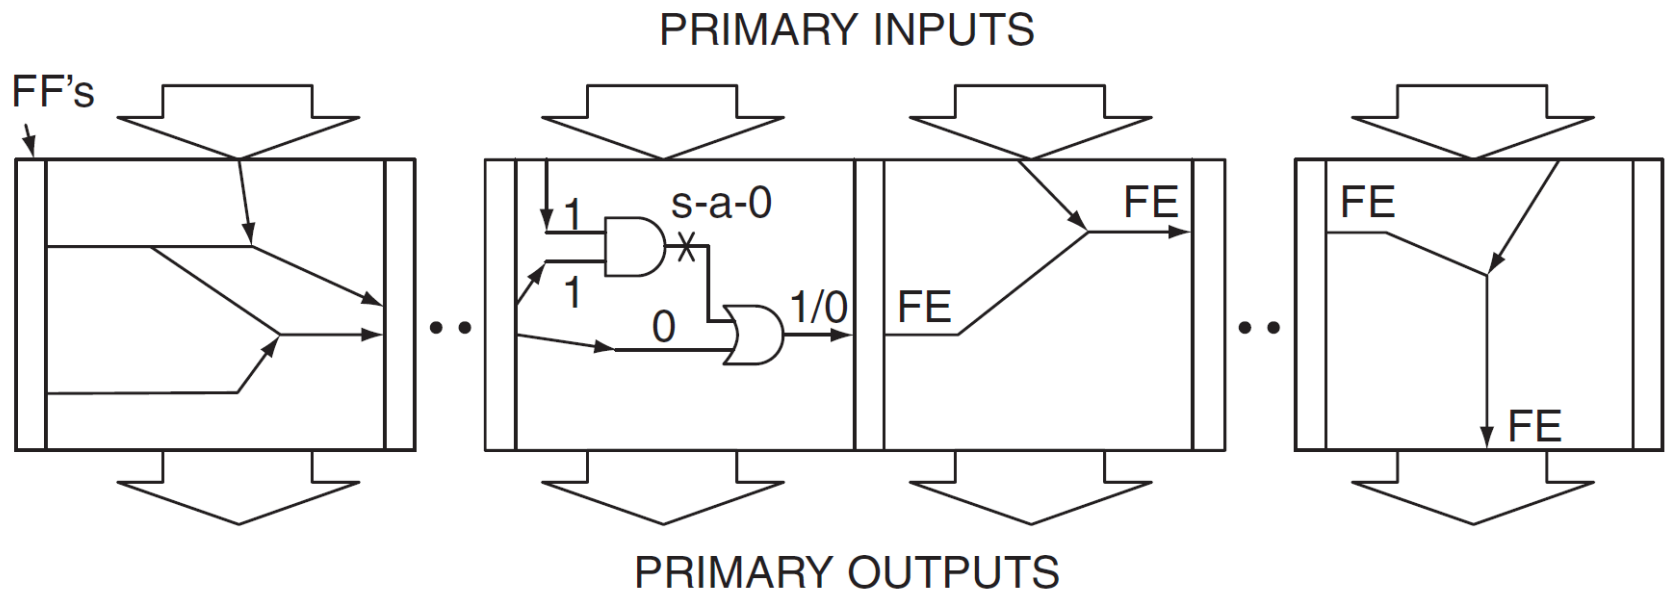 PRIMARY INPUTS
FF's
s-a-0
1
1
0
1/0
FE
FE
FE
FE
PRIMARY OUTPUTS